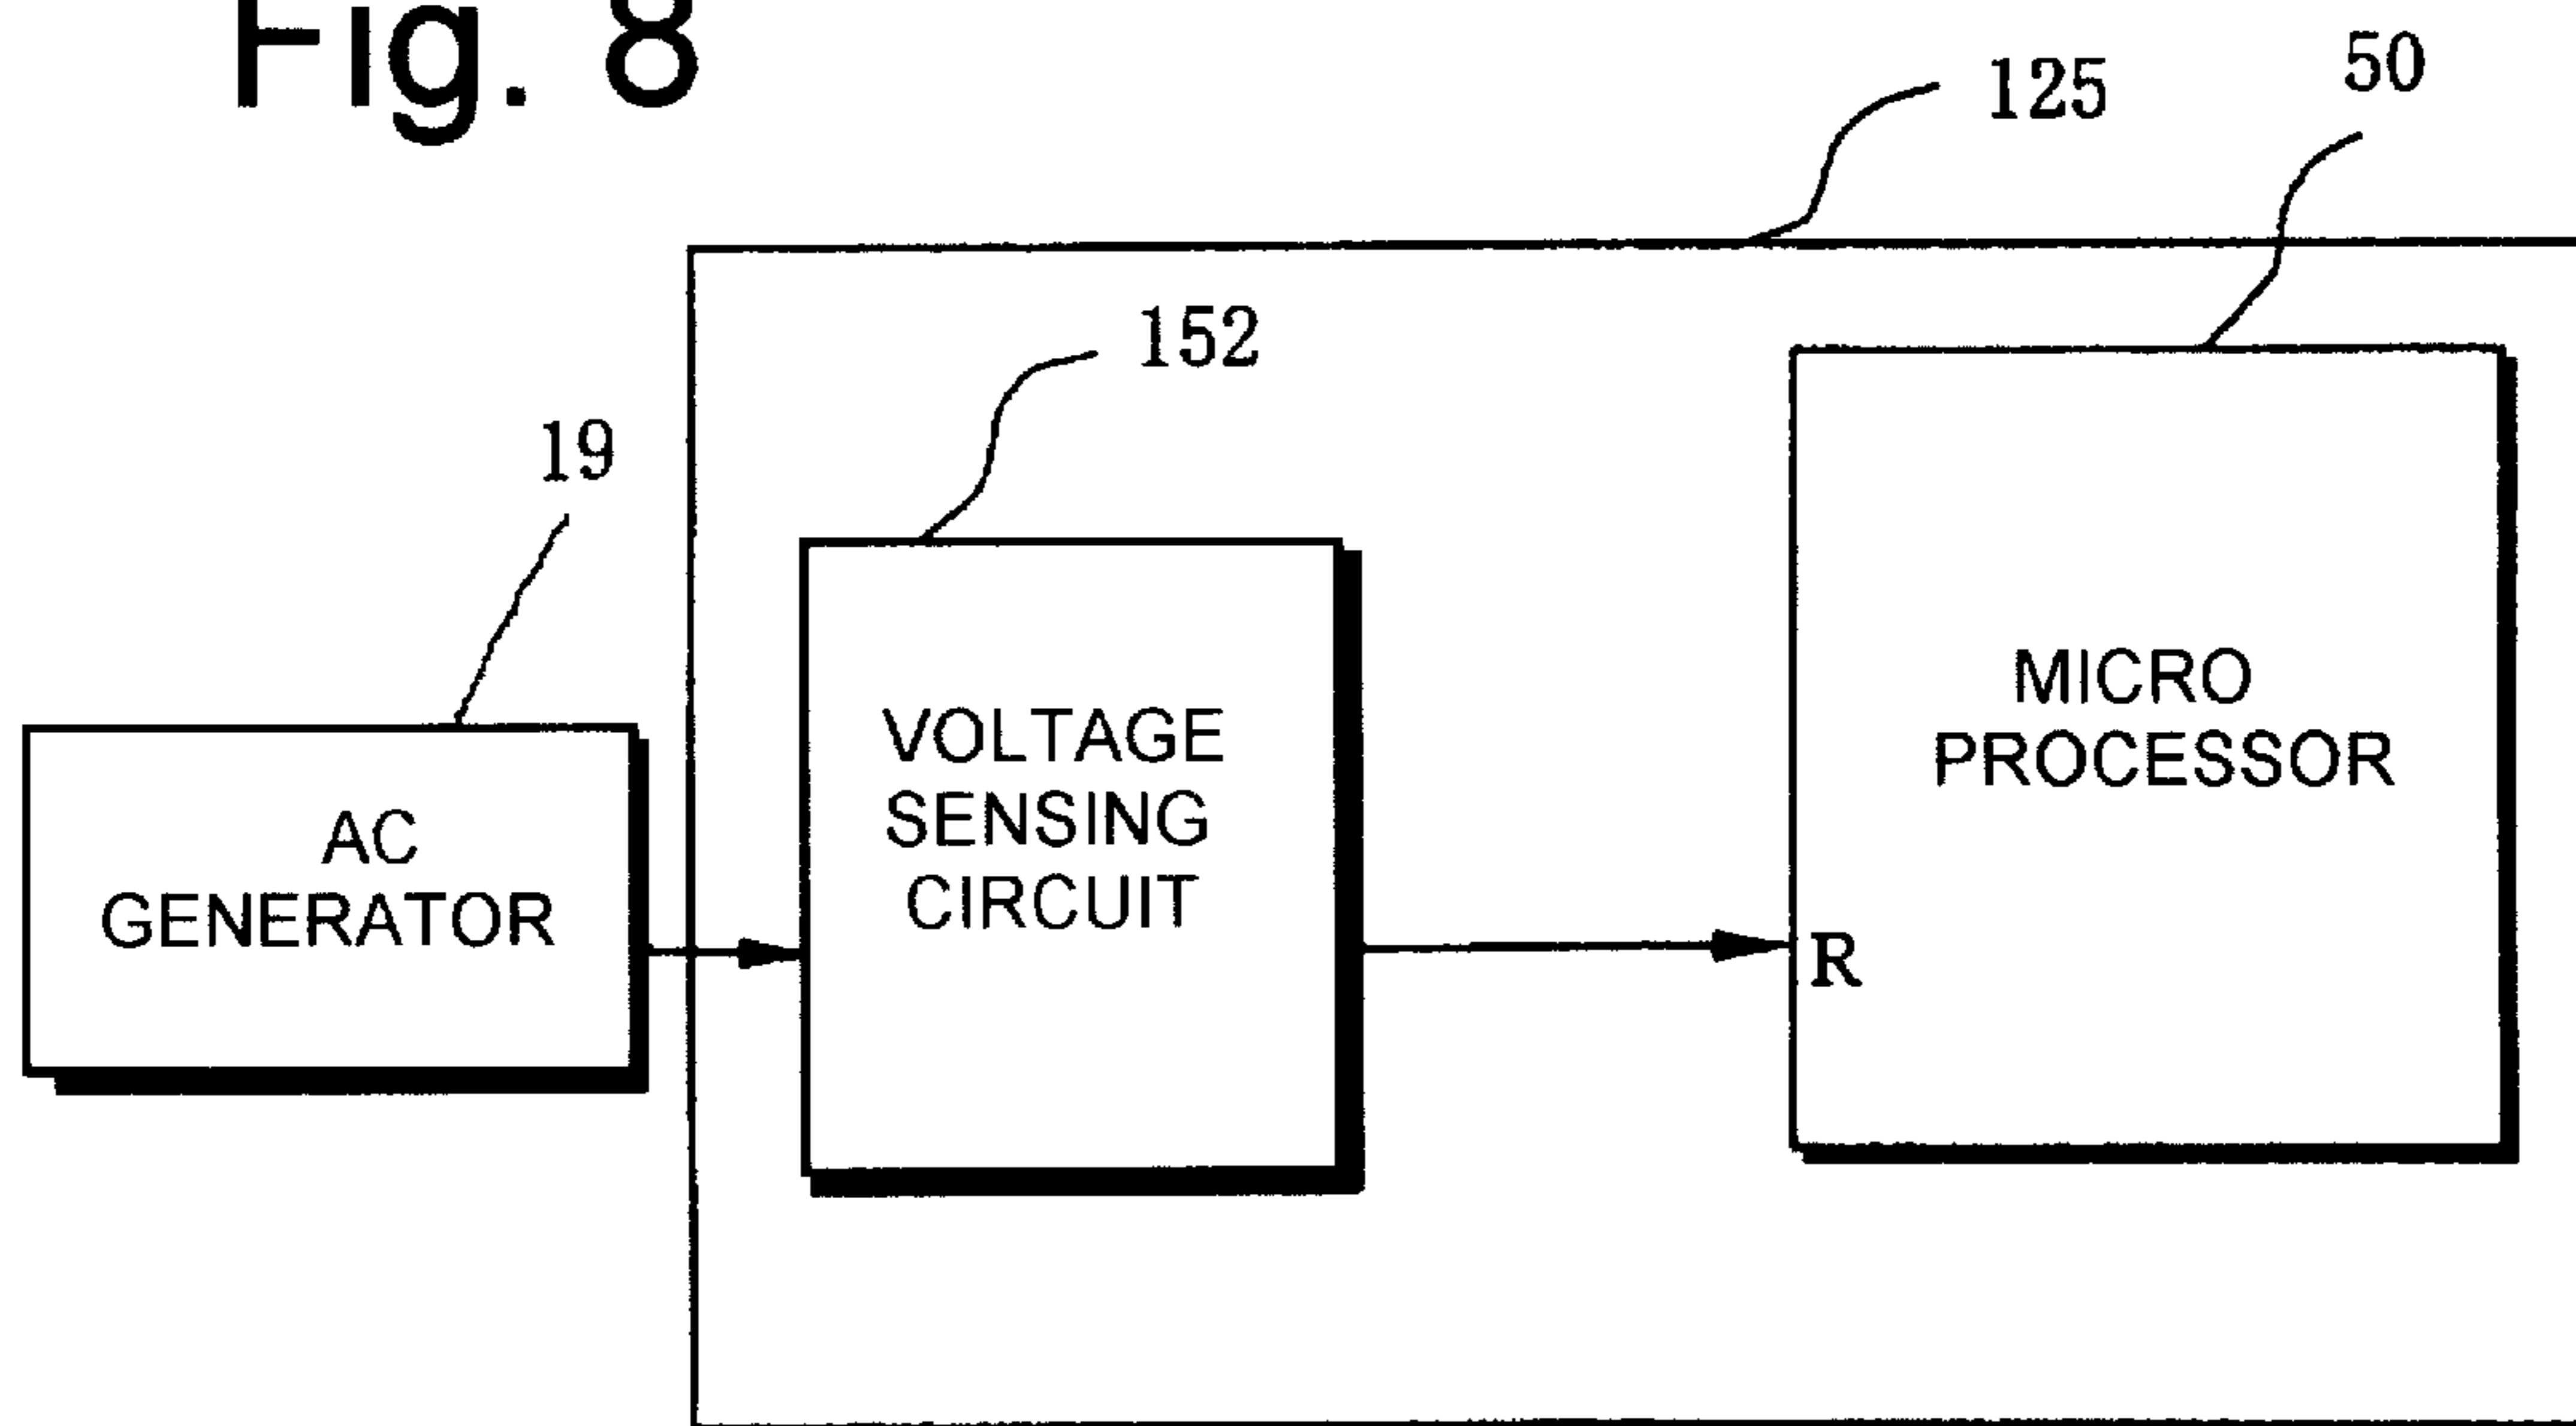 Fig. 8
125
50
152
19
AC
GENERATOR
VOLTAGE
SENSING
CIRCUIT
MICRO
PROCESSOR
R